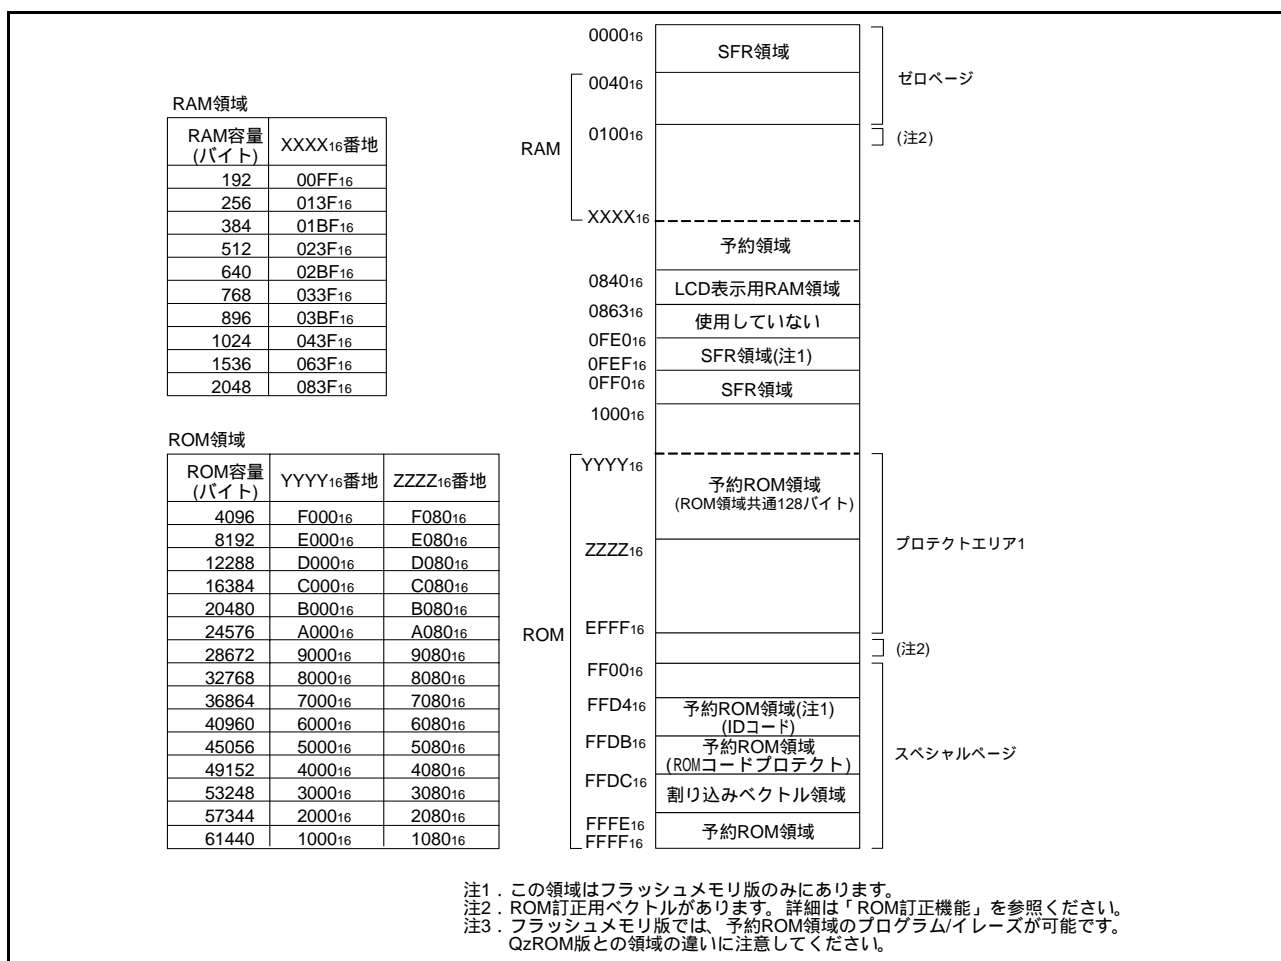 RAM領域
RAM容量
(バイト)
XXXX16番地
192 00FF16
256 013F16
384 01BF16
512 023F16
640 02BF16
768 033F16
896 03BF16
1024 043F16
1536 063F16
2048 083F16
ROM領域
ROM容量
(バイト)
YYYY16番地
ZZZZ16番地
4096 F00016 F08016
8192 E00016 E08016
12288 D00016 D08016
16384 C00016 C08016
20480 B00016 B08016
24576 A00016 A08016
28672 900016 908016
32768 800016 808016
36864 700016 708016
40960 600016 608016
45056 500016 508016
49152 400016 408016
53248 300016 308016
57344 200016 208016
61440 100016 108016
000016
SFR領域
ゼロページ
004016
RAM
010016
(注2)
XXXX16
予約領域
084016
LCD表示用RAM領域
086316
使用していない
0FE016
SFR領域(注1)
0FEF16
0FF016
SFR領域
100016
YYYY16
予約ROM領域
(ROM領域共通128バイト)
ZZZZ16
プロテクトエリア1
EFFF16
ROM
(注2)
FF0016
FFD416
予約ROM領域(注1)
(IDコード)
FFDB16
予約ROM領域
(ROMコードプロテクト)
スペシャルページ
FFDC16
割り込みベクトル領域
FFFE16
予約ROM領域
FFFF16
注1．この領域はフラッシュメモリ版のみにあります。
注2．ROM訂正用ベクトルがあります。詳細は「ROM訂正機能」を参照ください。
注3．フラッシュメモリ版では、予約ROM領域のプログラム/イレーズが可能です。
QzROM版との領域の違いに注意してください。